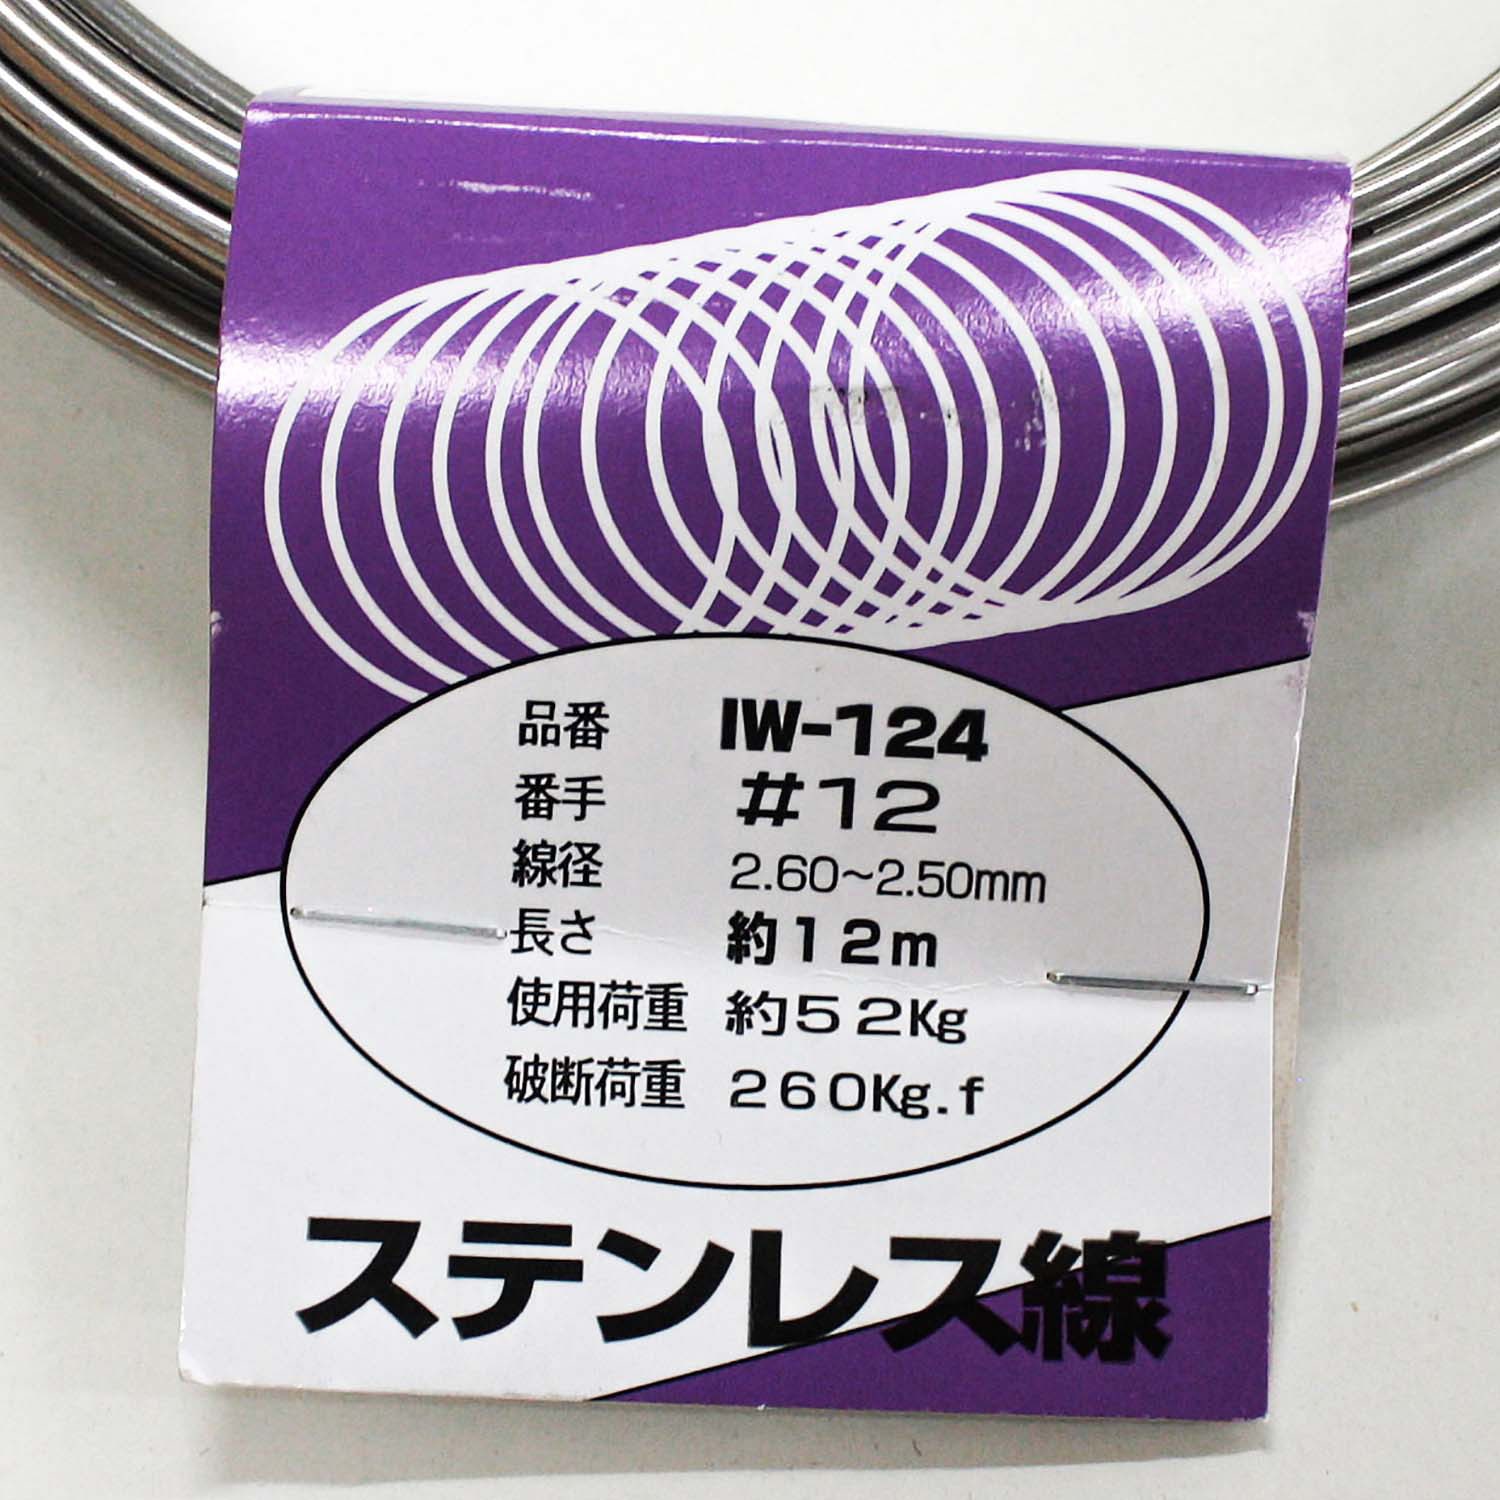 品番 IW-124
番手 #12
線径 2.60~2.50mm
長さ 約12m
使用荷重 約52Kg
破断荷重 260Kg.f
ステンレス線